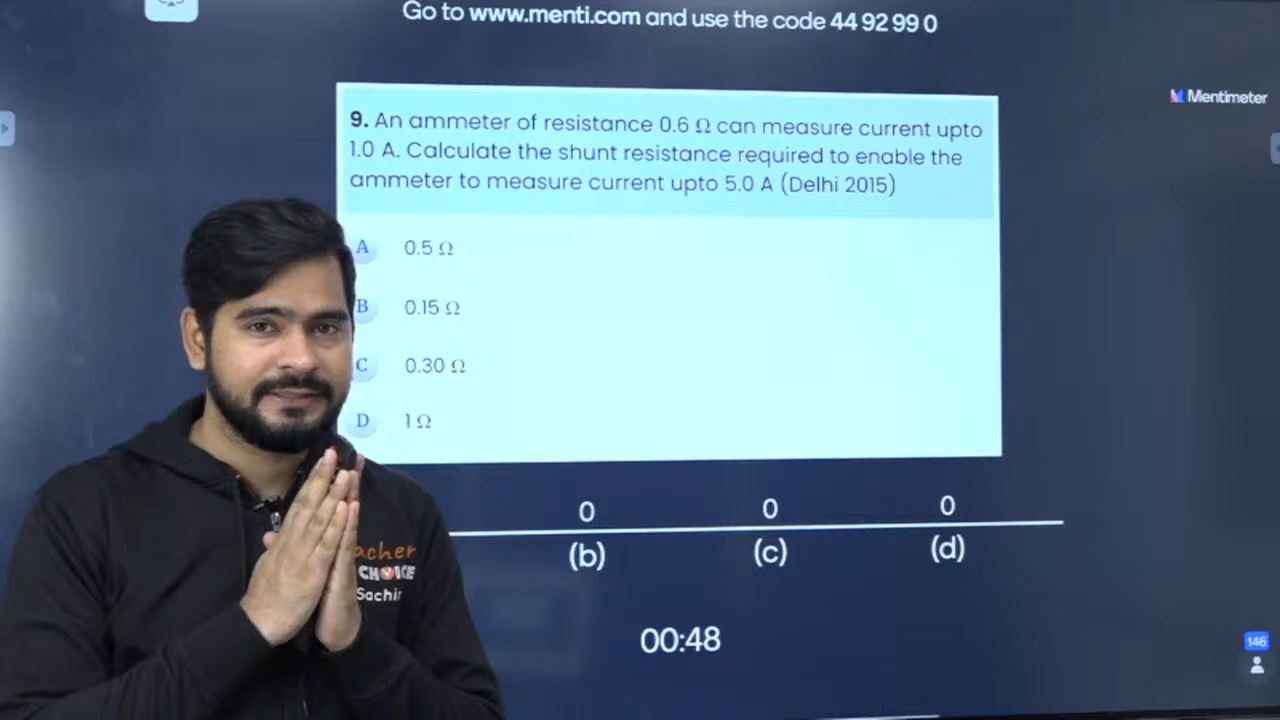 Go to www.menti.com and use the code 44 92 99 0
Mentimeter
9. An ammeter of resistance 0.6 Ω can measure current upto
1.0 A. Calculate the shunt resistance required to enable the
ammeter to measure current upto 5.0 A (Delhi 2015)
A 0.5 Ω
B 0.15 Ω
C 0.30 Ω
D 1 Ω
0 0 0
(b) (c) (d)
acher
CHOICE
Sachin
00:48
146